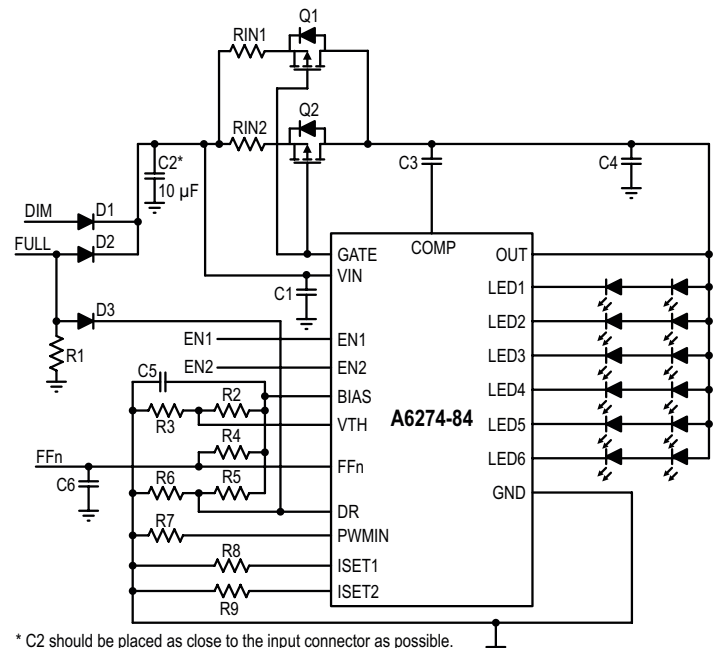 Q1
RIN1
Q2
RIN2
C2*
10 µF
C3
C4
DIM
D1
FULL
D2
GATE
COMP
OUT
VIN
C1
LED1
D3
LED2
R1
EN1
EN1
LED3
EN2
EN2
C5
LED4
R2
BIAS
A6274-84
R3
VTH
LED5
R4
FFn
FFn
LED6
C6
R6
R5
GND
DR
R7
PWMIN
R8
ISET1
R9
ISET2
* C2 should be placed as close to the input connector as possible.